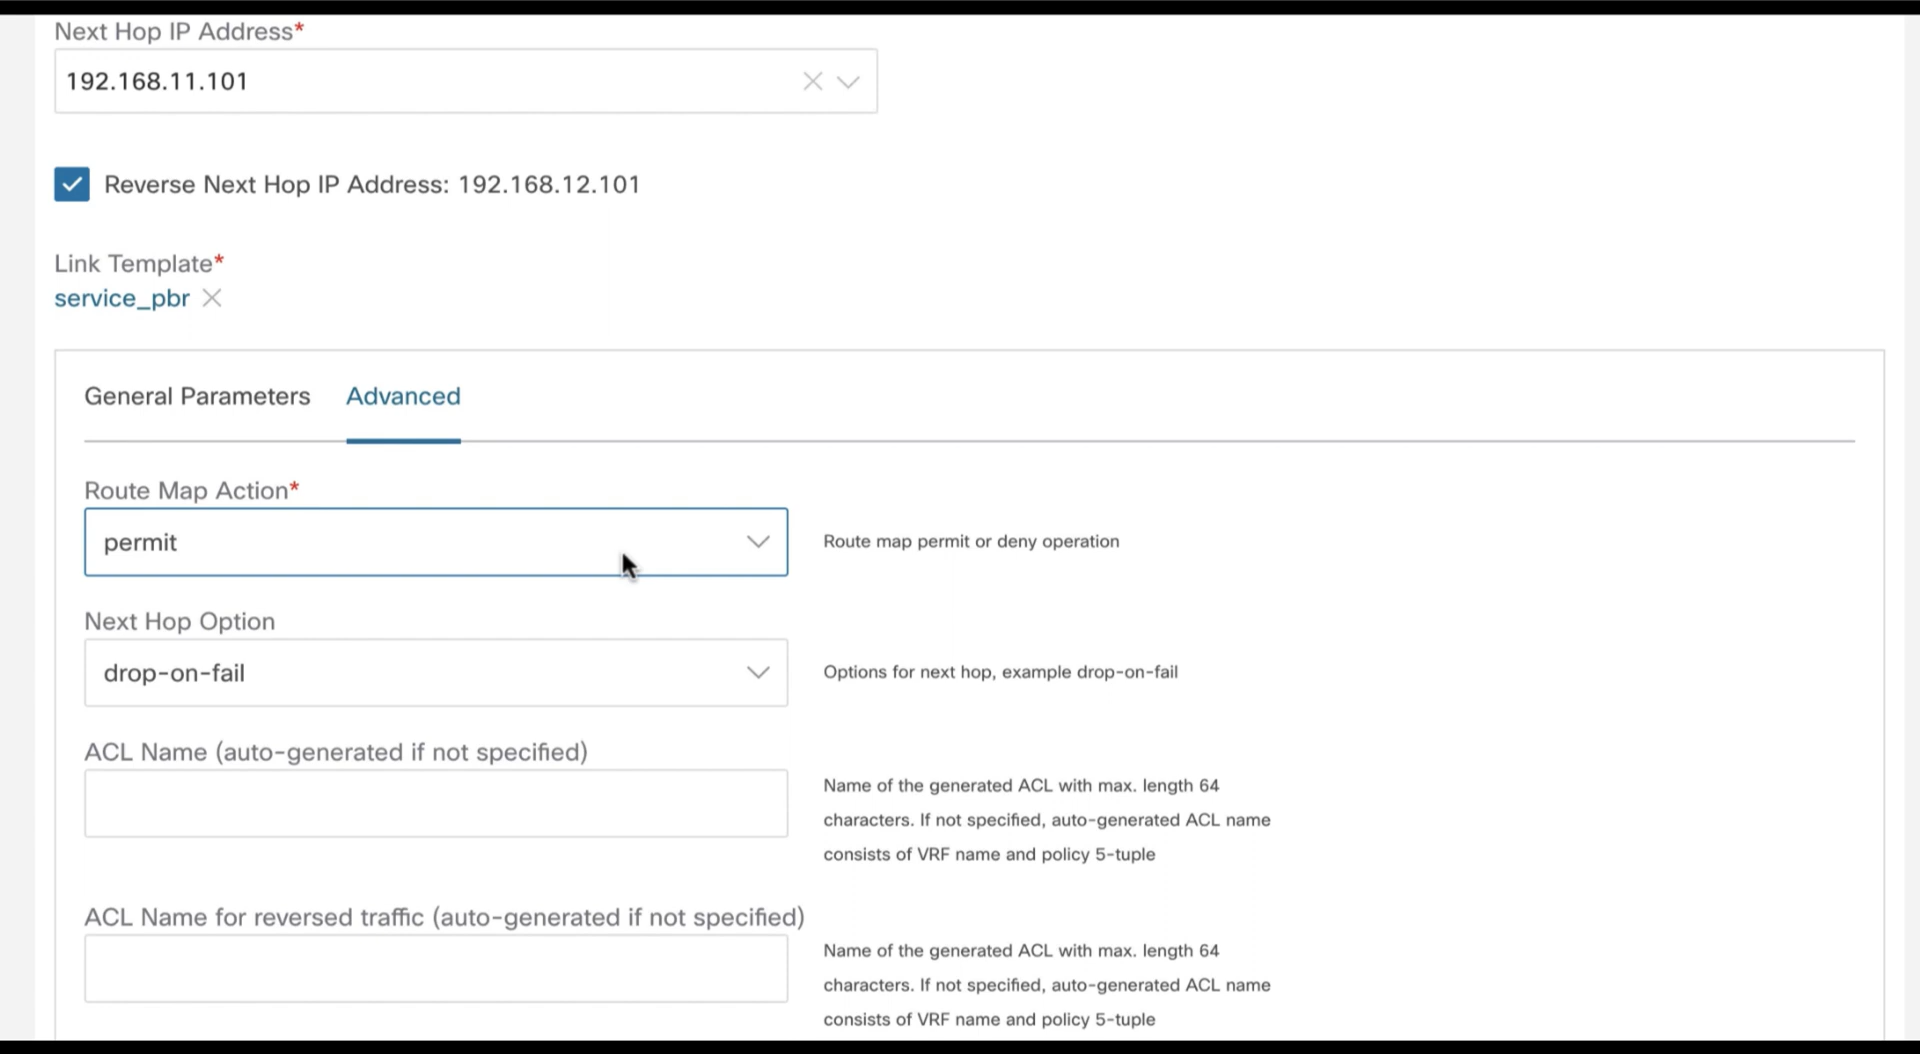 Next Hop IP Address*
192.168.11.101
Reverse Next Hop IP Address: 192.168.12.101
Link Template*
service_pbr
General Parameters
Advanced
Route Map Action*
permit
Route map permit or deny operation
Next Hop Option
drop-on-fail
Options for next hop, example drop-on-fail
ACL Name (auto-generated if not specified)
Name of the generated ACL with max. length 64
characters. If not specified, auto-generated ACL name
consists of VRF name and policy 5-tuple
ACL Name for reversed traffic (auto-generated if not specified)
Name of the generated ACL with max. length 64
characters. If not specified, auto-generated ACL name
consists of VRF name and policy 5-tuple